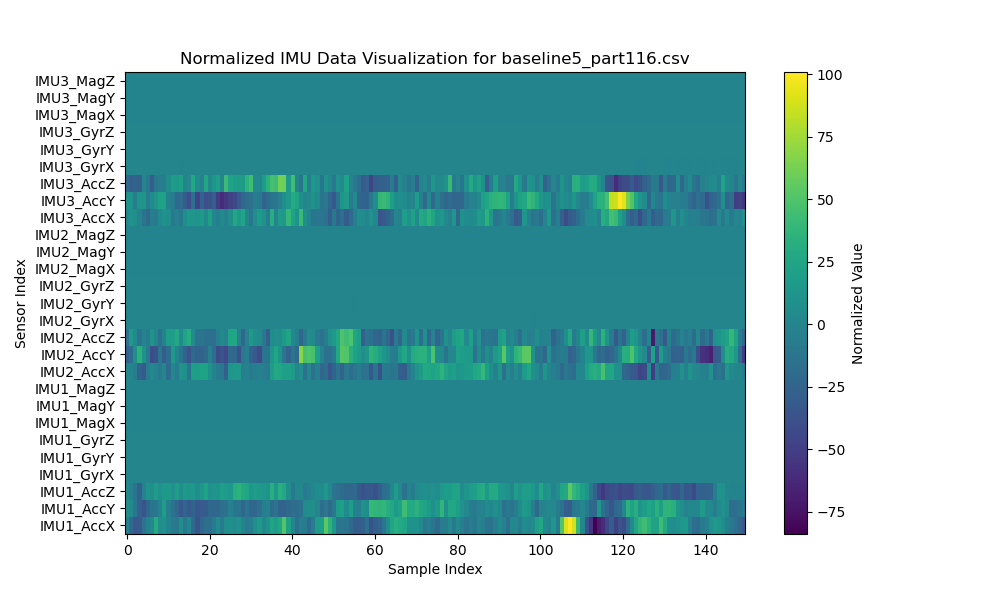 Normalized IMU Data Visualization for baseline5_part116.csv
IMU3_MagZ
IMU3_MagY
IMU3_MagX
IMU3_GyrZ
IMU3_GyrY
IMU3_GyrX
IMU3_AccZ
IMU3_AccY
IMU3_AccX
IMU2_MagZ
IMU2_MagY
IMU2_MagX
IMU2_GyrZ
IMU2_GyrY
IMU2_GyrX
IMU2_AccZ
IMU2_AccY
IMU2_AccX
IMU1_MagZ
IMU1_MagY
IMU1_MagX
IMU1_GyrZ
IMU1_GyrY
IMU1_GyrX
IMU1_AccZ
IMU1_AccY
IMU1_AccX
Sensor Index
0 20 40 60 80 100 120 140
Sample Index
100
75
50
25
0
−25
−50
−75
Normalized Value